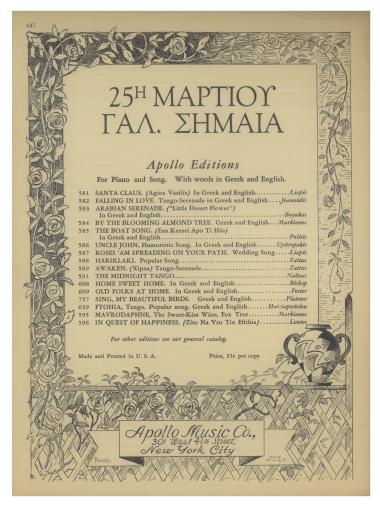 647
25Η ΜΑΡΤΙΟΥ
ΓΑΛ. ΣΗΜΑΙΑ
Apollo Editions
For Piano and Song. With words in Greek and English.
581 SANTA CLAUS. (Agios Vasilis) In Greek and English............Liapis
582 FALLING IN LOVE. Tango-Serenade in Greek and English....Joannidis
583 ARABIAN SERENADE. ("Little Desert Flower")
In Greek and English............
584 BY THE BLOOMING ALMOND TREE. Greek and English....Markianos
585 THE BOAT SONG. (Ena Karavi Apo Ti Hio)
In Greek and English............Politis
586 UNCLE JOHN, Humoristic Song. In Greek and English....Epitropakis
587 ROSES 'AM SPREADING ON YOUR PATH. Wedding Song....Liapis
588 HARIKLAKI. Popular Song............Zattas
589 AWAKEN. (Xipna) Tango-Serenade............Zattas
591 THE MIDNIGHT TANGO............
608 HOME SWEET HOME. In Greek and English............Bishop
609 OLD FOLKS AT HOME. In Greek and English............Foster
757 SING, MY BEAUTIFUL BIRDS. Greek and English............Plateos
639 FTOHIA, Tango. Popular song. Greek and English....Hatziapostolou
595 MAVRODAPHNE, The Sweet-Kiss Wine, Fox Trot............Markianos
596 IN QUEST OF HAPPINESS. (Zito Na Vro Tin Eftihia)............Lontos
For other editions see our general catalog.
Made and Printed in U. S. A. Price, 25c per copy
Apollo Music Co.,
301 West 41st Street,
New York City